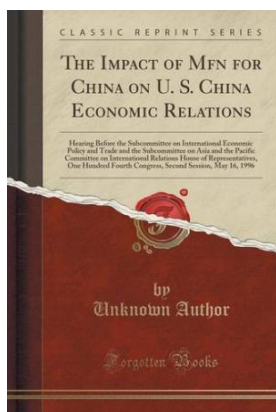 CLASSIC REPRINT SERIES
THE IMPACT OF MFN FOR
CHINA ON U. S. CHINA
ECONOMIC RELATIONS
Hearing Before the Subcommittee on International Economic
Policy and Trade and the Subcommittee on Asia and the Pacific
Committee on International Relations House of Representatives,
One Hundred Fourth Congress, Second Session, May 16, 1996
by
Unknown Author
Forgotten Books